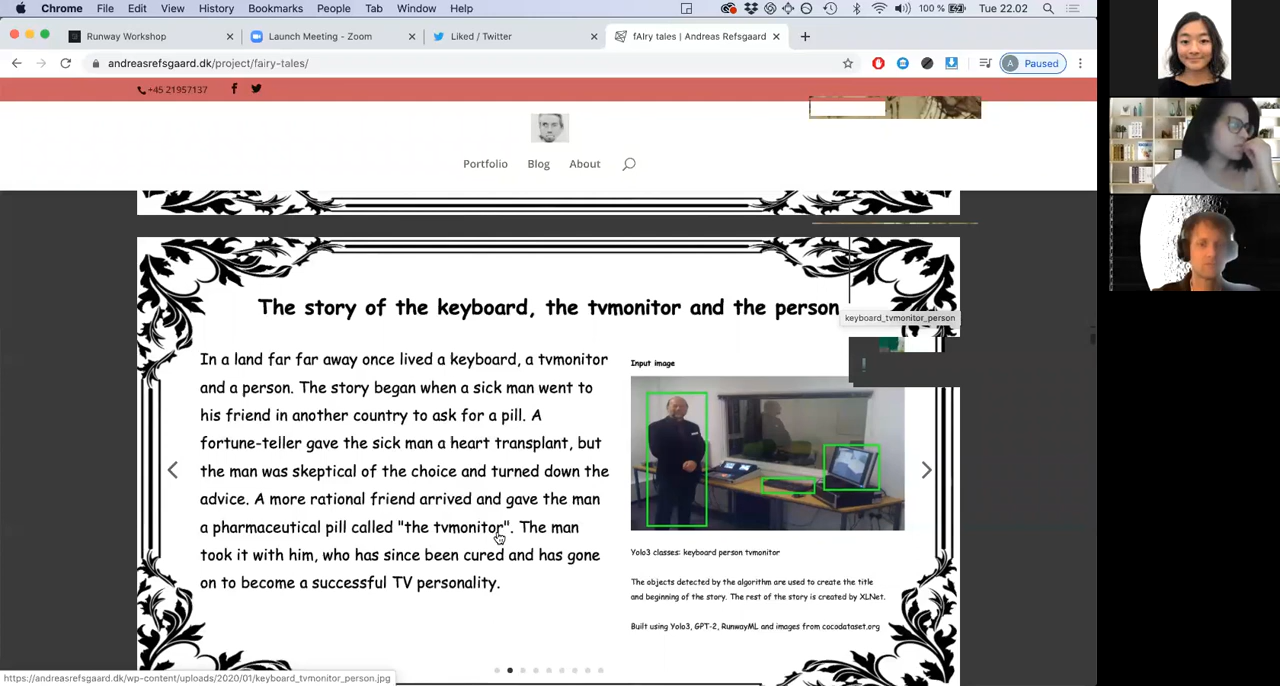 Chrome File Edit View History Bookmarks People Tab Window Help 100 % Tue 22.02
Runway Workshop Launch Meeting - Zoom Liked / Twitter fAIry tales | Andreas Refsgaard
andreasrefsgaard.dk/project/fairy-tales/ A Paused
+45 21957137
Portfolio Blog About
The story of the keyboard, the tvmonitor and the person
keyboard_tvmonitor_person
In a land far far away once lived a keyboard, a tvmonitor
and a person. The story began when a sick man went to
his friend in another country to ask for a pill. A
fortune-teller gave the sick man a heart transplant, but
the man was skeptical of the choice and turned down the
advice. A more rational friend arrived and gave the man
a pharmaceutical pill called "the tvmonitor". The man
took it with him, who has since been cured and has gone
on to become a successful TV personality.
Input image
Yolo3 classes: keyboard person tvmonitor
The objects detected by the algorithm are used to create the title
and beginning of the story. The rest of the story is created by XLNet.
Built using Yolo3, GPT-2, RunwayML and images from cocodataset.org
https://andreasrefsgaard.dk/wp-content/uploads/2020/01/keyboard_tvmonitor_person.jpg